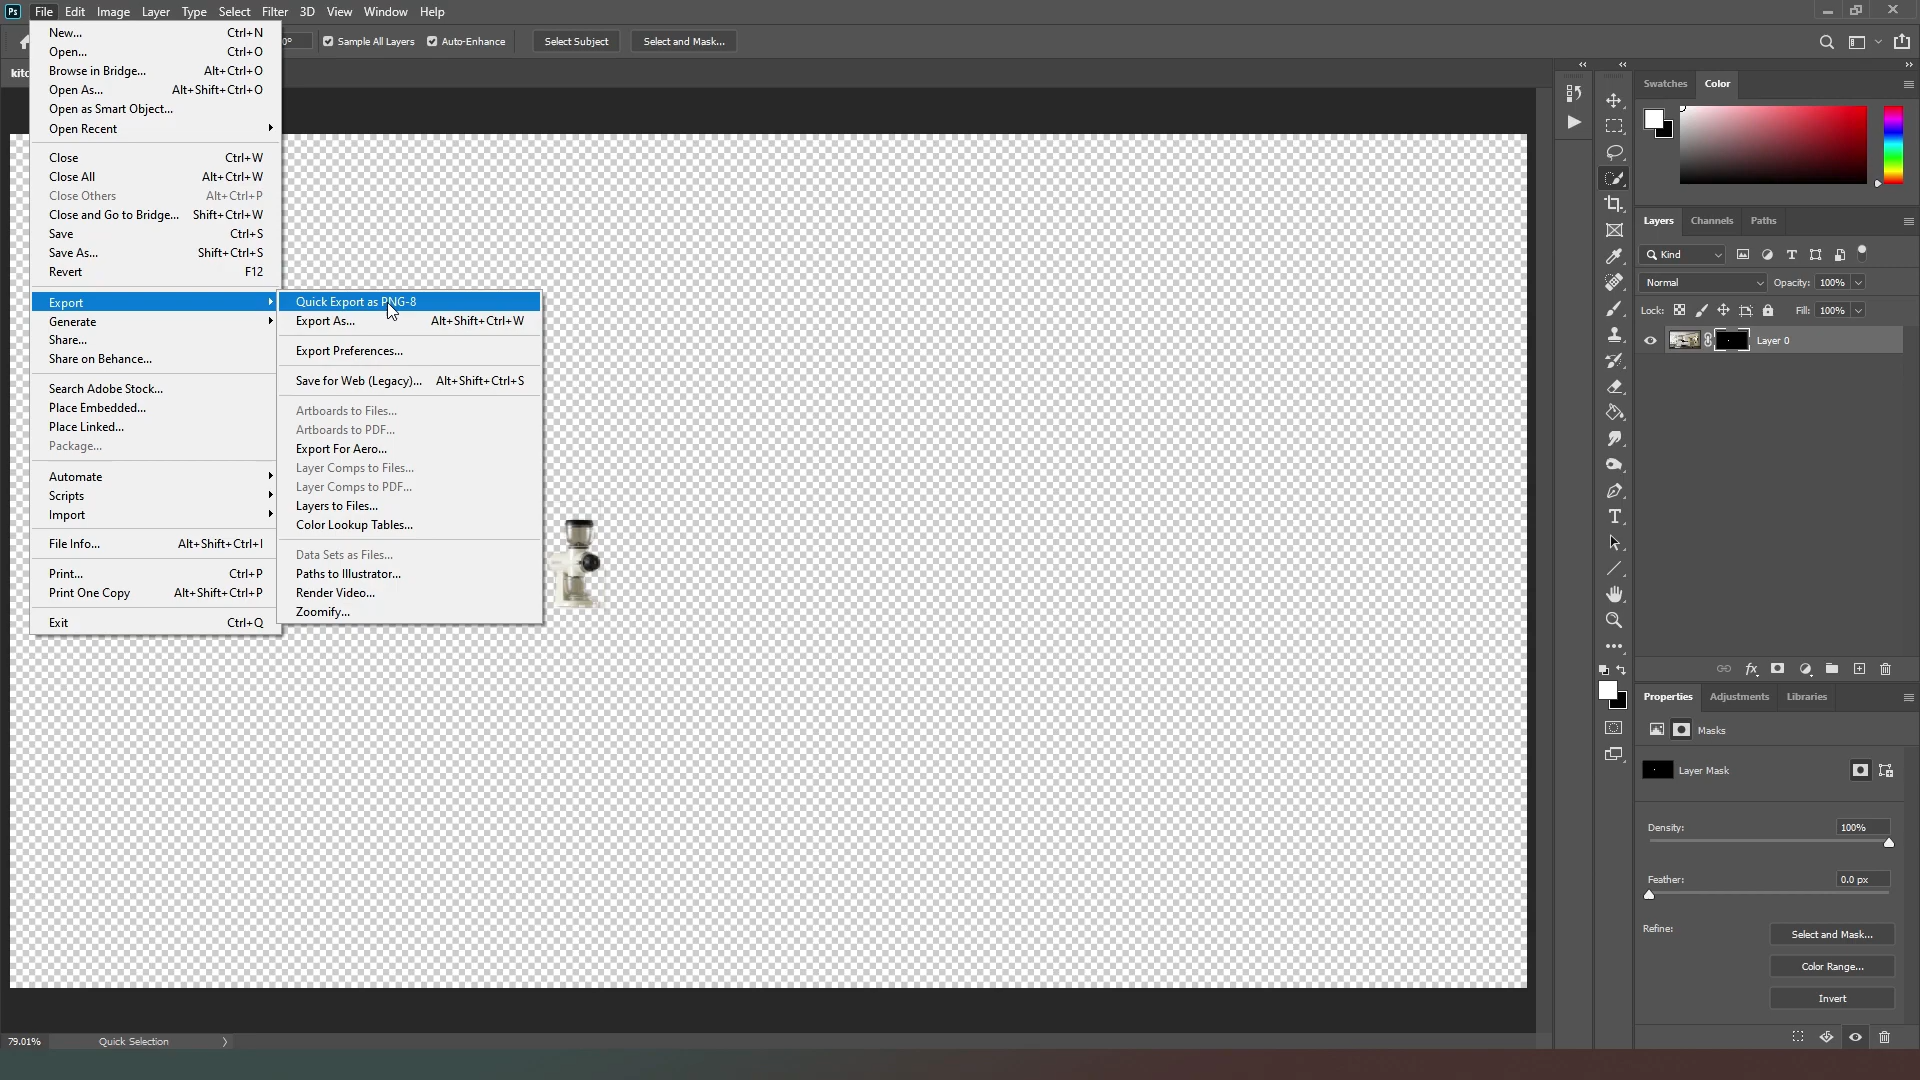 Ps File Edit Image Layer Type Select Filter 3D View Window Help
0° Sample All Layers Auto-Enhance Select Subject Select and Mask...
New... Ctrl+N
Open... Ctrl+O
Browse in Bridge... Alt+Ctrl+O
Open As... Alt+Shift+Ctrl+O
Open as Smart Object...
Open Recent
Close Ctrl+W
Close All Alt+Ctrl+W
Close Others Alt+Ctrl+P
Close and Go to Bridge... Shift+Ctrl+W
Save Ctrl+S
Save As... Shift+Ctrl+S
Revert F12
Export
Generate
Share...
Share on Behance...
Search Adobe Stock...
Place Embedded...
Place Linked...
Package...
Automate
Scripts
Import
File Info... Alt+Shift+Ctrl+I
Print... Ctrl+P
Print One Copy Alt+Shift+Ctrl+P
Exit Ctrl+Q
Quick Export as PNG-8
Export As... Alt+Shift+Ctrl+W
Export Preferences...
Save for Web (Legacy)... Alt+Shift+Ctrl+S
Artboards to Files...
Artboards to PDF...
Export For Aero...
Layer Comps to Files...
Layer Comps to PDF...
Layers to Files...
Color Lookup Tables...
Data Sets as Files...
Paths to Illustrator...
Render Video...
Zoomify...
Swatches Color
Layers Channels Paths
Kind
Normal Opacity: 100%
Lock: Fill: 100%
Layer 0
fx
Properties Adjustments Libraries
Masks
Layer Mask
Density: 100%
Feather: 0.0 px
Refine: Select and Mask...
Color Range...
Invert
79.01% Quick Selection